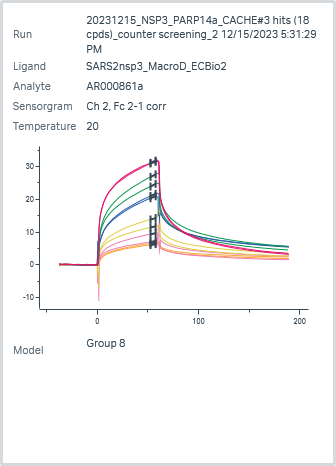 Run 20231215_NSP3_PARP14a_CACHE#3 hits (18
cpds)_counter screening_2 12/15/2023 5:31:29
PM
Ligand SARS2nsp3_MacroD_ECBio2
Analyte AR000861a
Sensorgram Ch 2, Fc 2-1 corr
Temperature 20
30
20
10
0
-10
0 100 200
Model Group 8